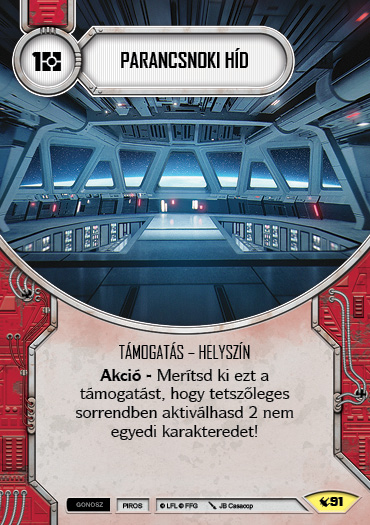 1
PARANCSNOKI HÍD
TÁMOGATÁS – HELYSZÍN
Akció - Merítsd ki ezt a
támogatást, hogy tetszőleges
sorrendben aktiválhasd 2 nem
egyedi karakteredet!
GONOSZ PIROS © LFL © FFG JB Casacop 91